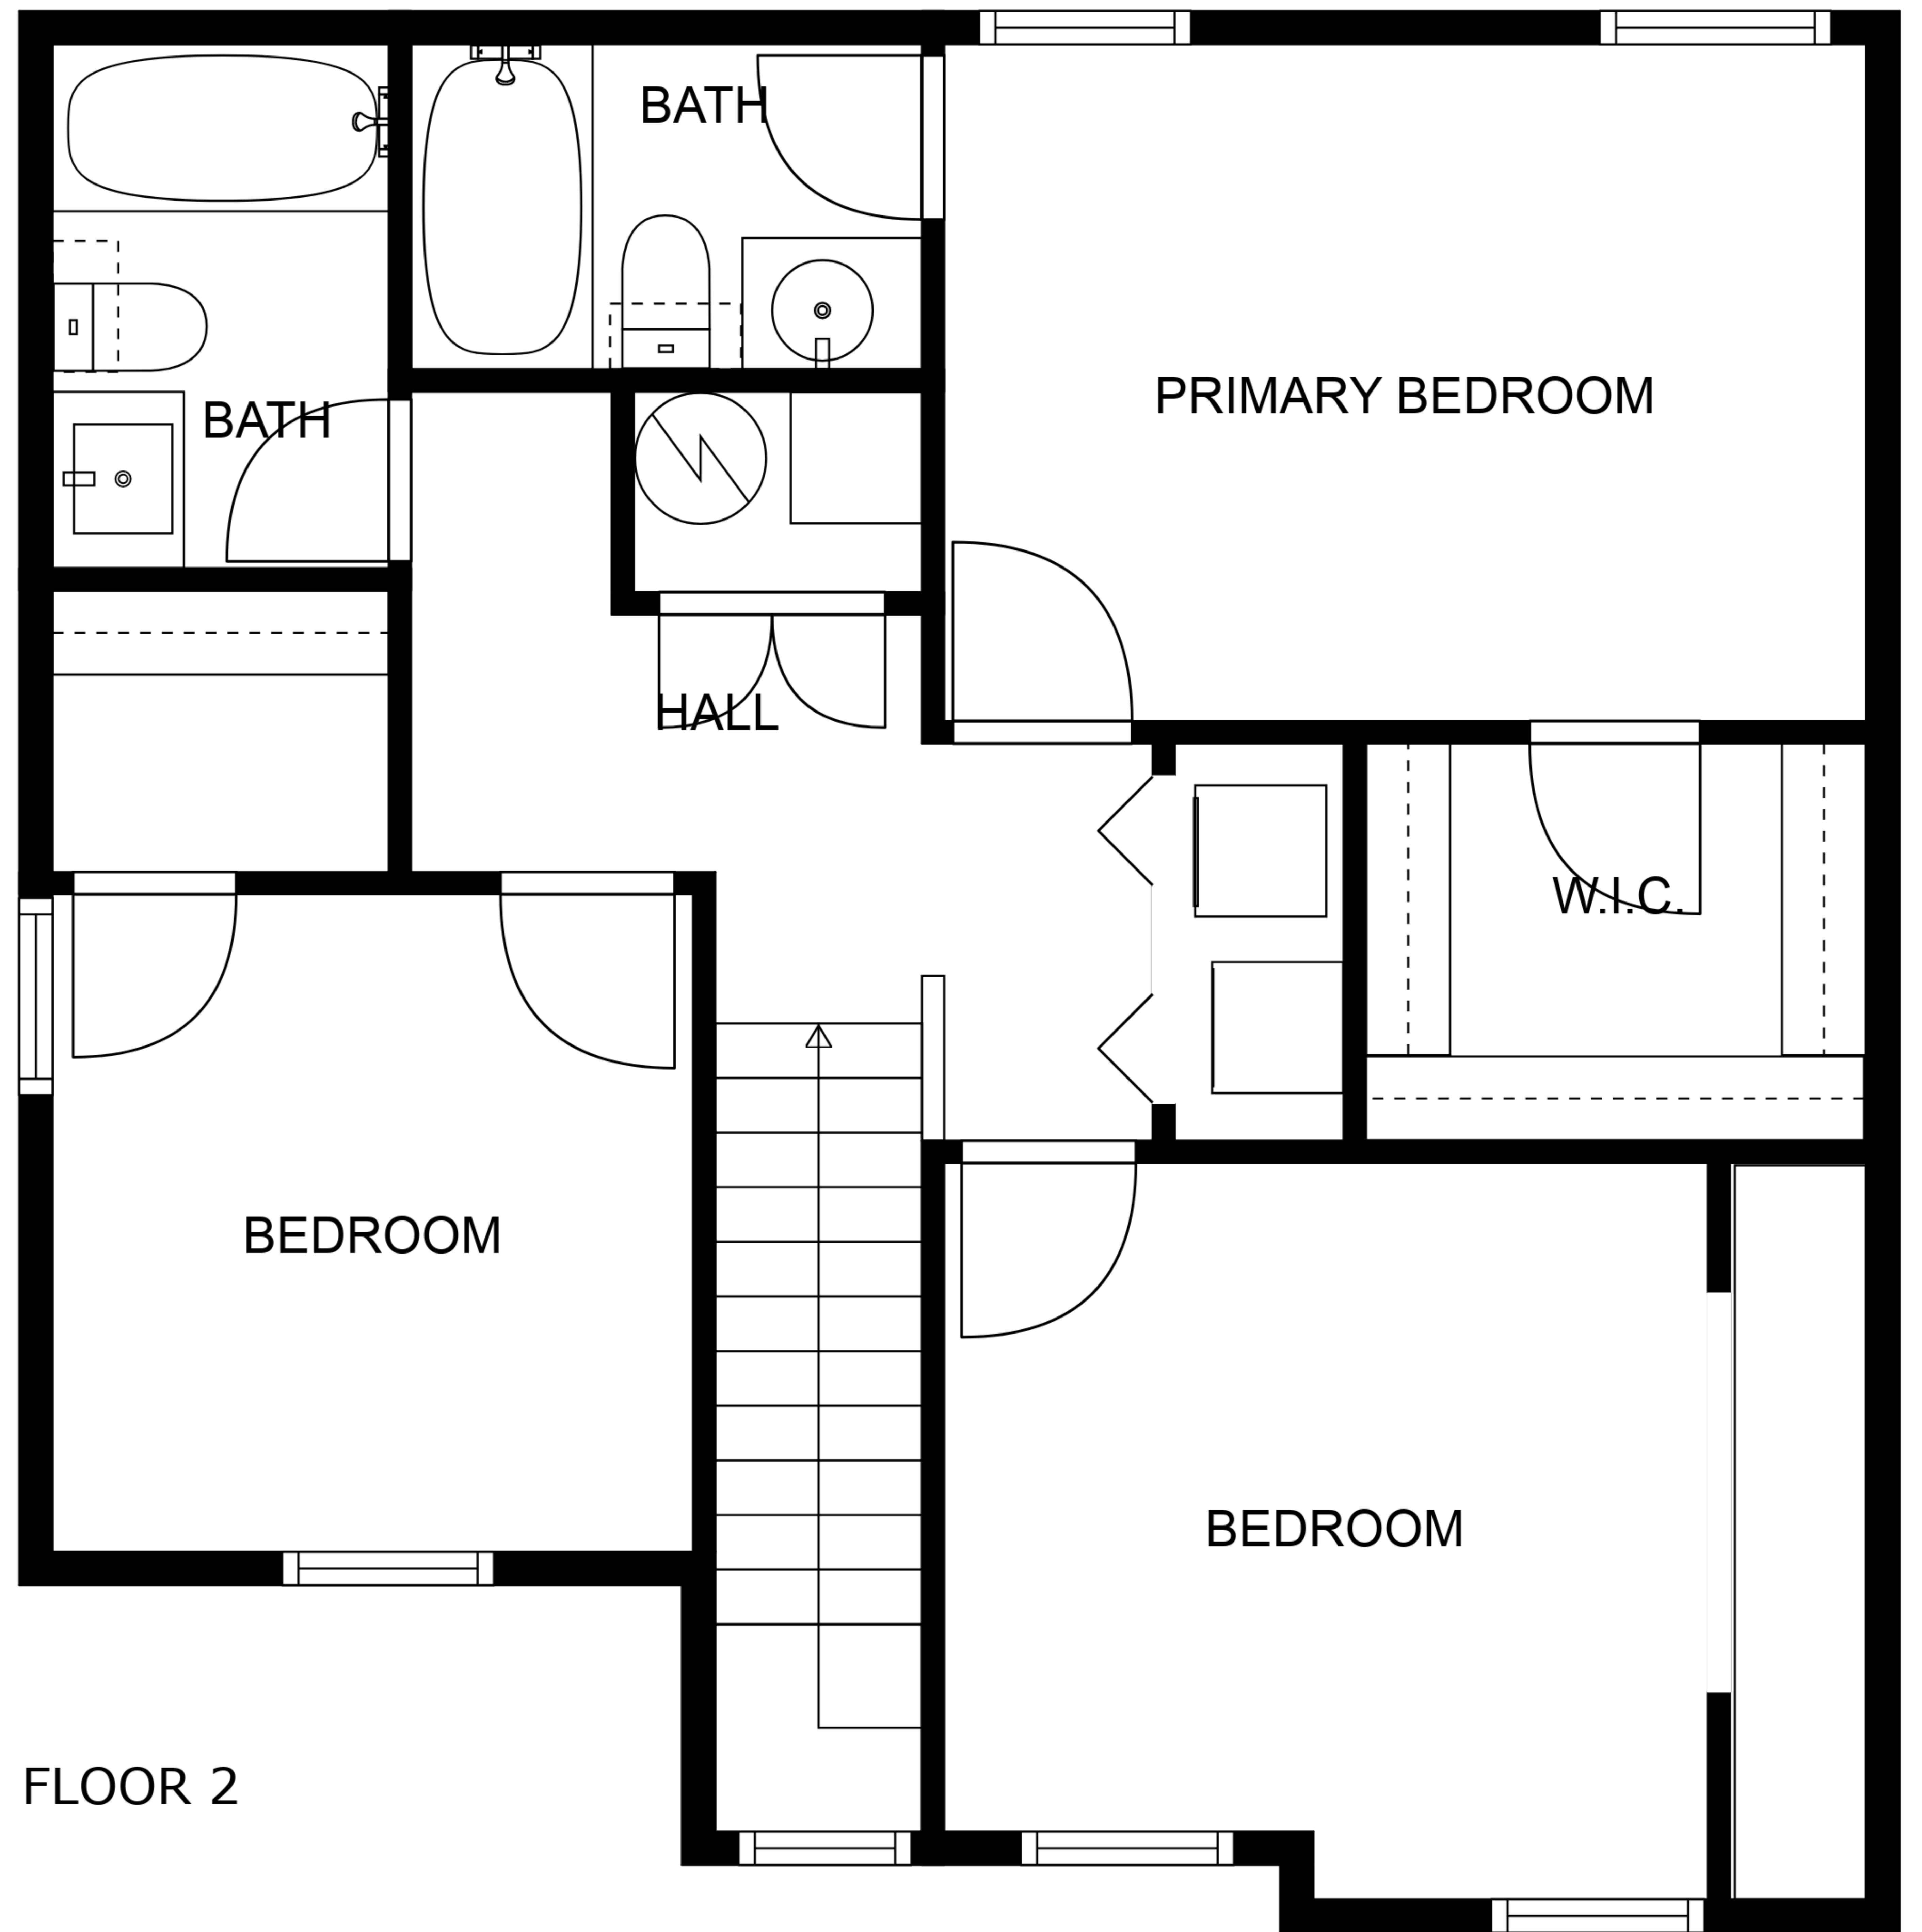 BATH
PRIMARY BEDROOM
BATH
HALL
W.I.C.
BEDROOM
BEDROOM
FLOOR 2